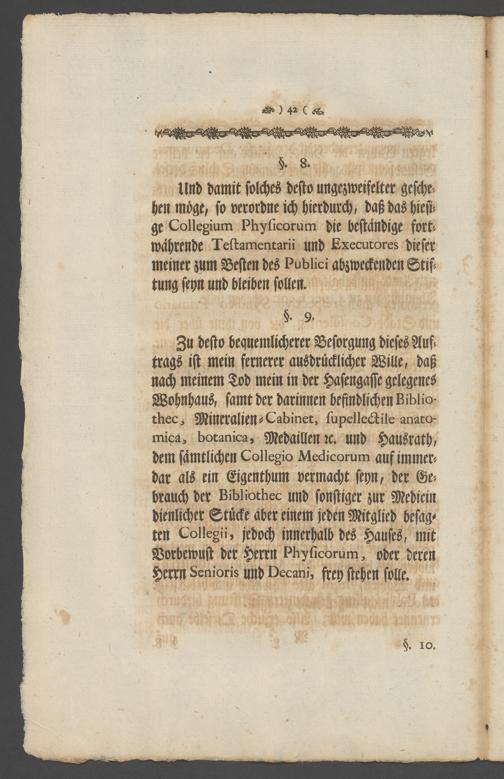 ) 42 (
§. 8.
Und damit solches desto ungezweifelter gesche-
hen möge, so verordne ich hierdurch, daß das hiesi-
ge Collegium Physicorum die beständige fort-
währende Testamentarii und Executores dieser
meiner zum Besten des Publici abzweckenden Stif-
tung seyn und bleiben sollen.
§. 9.
Zu desto bequemlicherer Besorgung dieses Auf-
trags ist mein fernerer ausdrücklicher Wille, daß
nach meinem Tod mein in der Hasengasse gelegenes
Wohnhaus, samt der darinnen befindlichen Biblio-
thec, Mineralien-Cabinet, supellectile anato-
mica, botanica, Medaillen ꝛc. und Hausrath,
dem sämtlichen Collegio Medicorum auf immer-
dar als ein Eigenthum vermacht seyn, der Ge-
brauch der Bibliothec und sonstiger zur Medicin
dienlicher Stücke aber einem jeden Mitglied besag-
ten Collegii, jedoch innerhalb des Hauses, mit
Vorbewust der Herrn Physicorum, oder deren
Herrn Senioris und Decani, frey stehen solle.
§. 10.